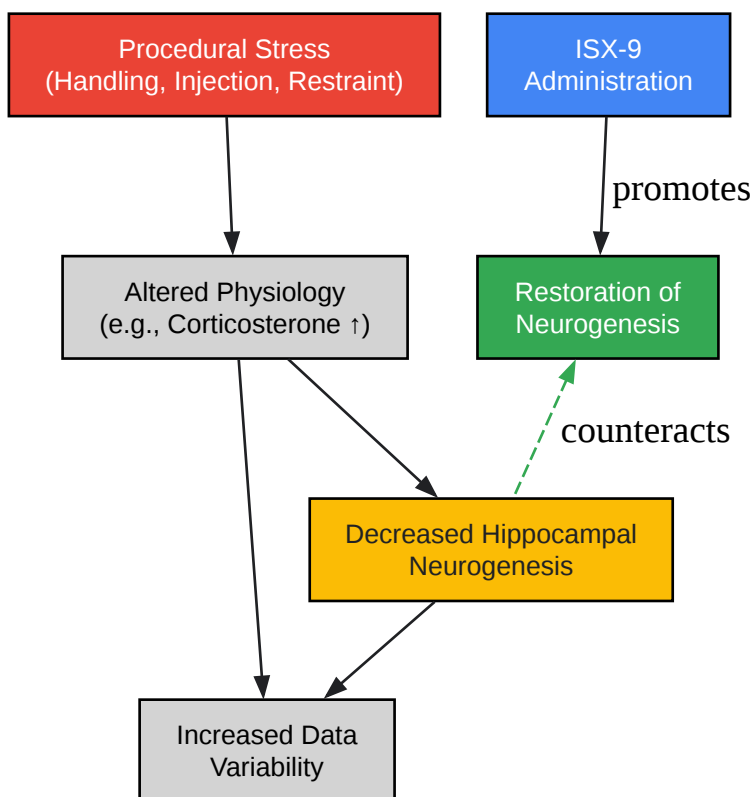 Procedural Stress
(Handling, Injection, Restraint)
ISX-9
Administration
promotes
Altered Physiology
(e.g., Corticosterone ↑)
Restoration of
Neurogenesis
counteracts
Decreased Hippocampal
Neurogenesis
Increased Data
Variability